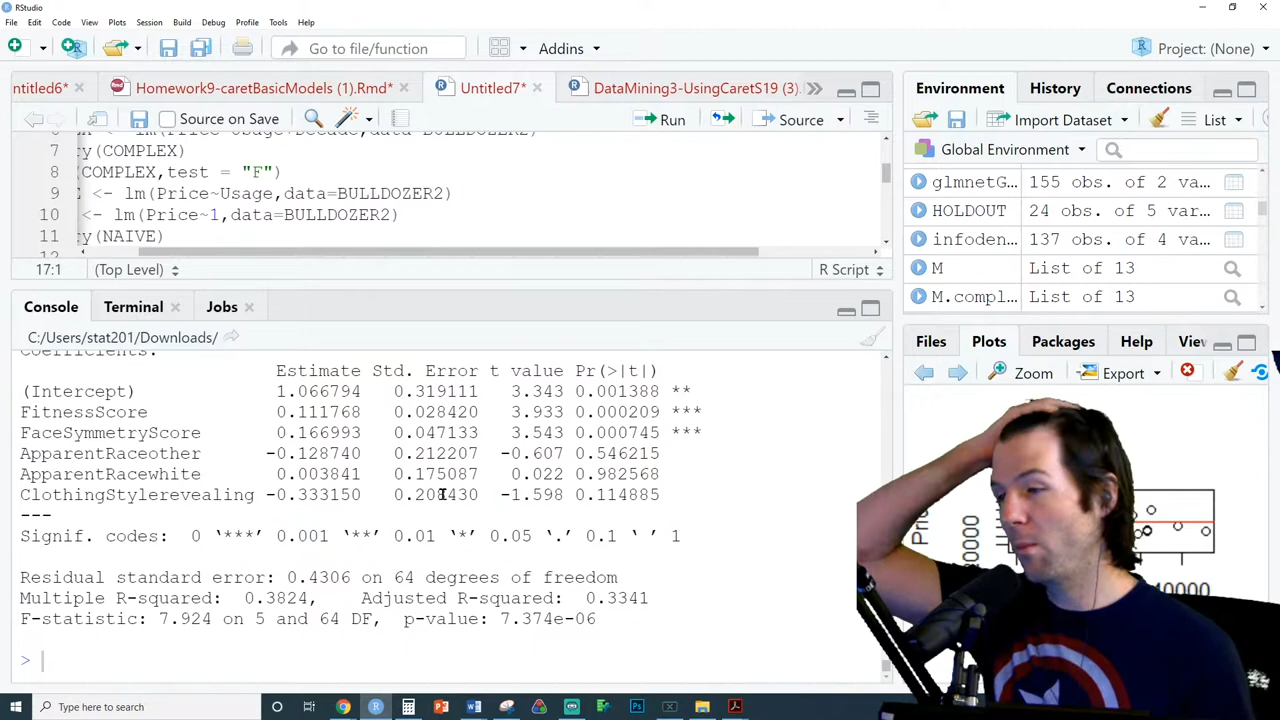 RStudio
File Edit Code View Plots Session Build Debug Profile Tools Help
Go to file/function
Addins
Project: (None)
ntitled6*
Homework9-caretBasicModels (1).Rmd*
Untitled7*
DataMining3-UsingCaretS19 (3).
Source on Save
Run
Source
7 ry(COMPLEX)
8 (COMPLEX,test = "F")
9 E <- lm(Price~Usage,data=BULLDOZER2)
10 <- lm(Price~1,data=BULLDOZER2)
11 ry(NAIVE)
17:1 (Top Level) R Script
Console Terminal Jobs
C:/Users/stat201/Downloads/
Coefficients:
Estimate Std. Error t value Pr(>|t|)
(Intercept) 1.066794 0.319111 3.343 0.001388 **
FitnessScore 0.111768 0.028420 3.933 0.000209 ***
FaceSymmetryScore 0.166993 0.047133 3.543 0.000745 ***
ApparentRaceother -0.128740 0.212207 -0.607 0.546215
ApparentRacewhite 0.003841 0.175087 0.022 0.982568
ClothingStylerevealing -0.333150 0.208430 -1.598 0.114885
---
Signif. codes: 0 ‘***’ 0.001 ‘**’ 0.01 ‘*’ 0.05 ‘.’ 0.1 ‘ ’ 1
Residual standard error: 0.4306 on 64 degrees of freedom
Multiple R-squared: 0.3824, Adjusted R-squared: 0.3341
F-statistic: 7.924 on 5 and 64 DF, p-value: 7.374e-06
>
Environment History Connections
Import Dataset
List
Global Environment
glmnetG… 155 obs. of 2 va…
HOLDOUT 24 obs. of 5 var…
infoden… 137 obs. of 4 va…
M List of 13
M.compl… List of 13
Files Plots Packages Help Vie
Zoom
Export
20000
40000
Type here to search